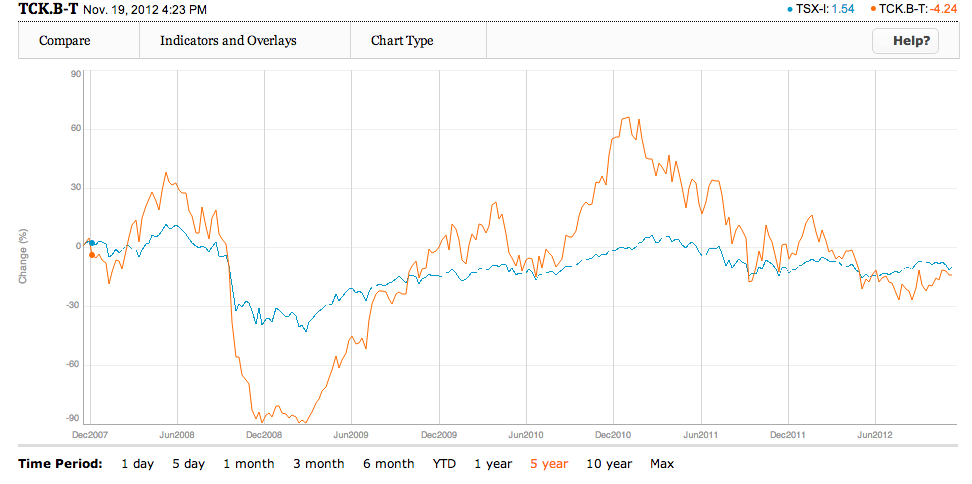 TCK.B-T Nov. 19, 2012 4:23 PM TSX-I: 1.54 TCK.B-T: -4.24
Compare Indicators and Overlays Chart Type Help?
Change (%)
90
60
30
0
-30
-60
-90
Dec2007 Jun2008 Dec2008 Jun2009 Dec2009 Jun2010 Dec2010 Jun2011 Dec2011 Jun2012
Time Period: 1 day 5 day 1 month 3 month 6 month YTD 1 year 5 year 10 year Max